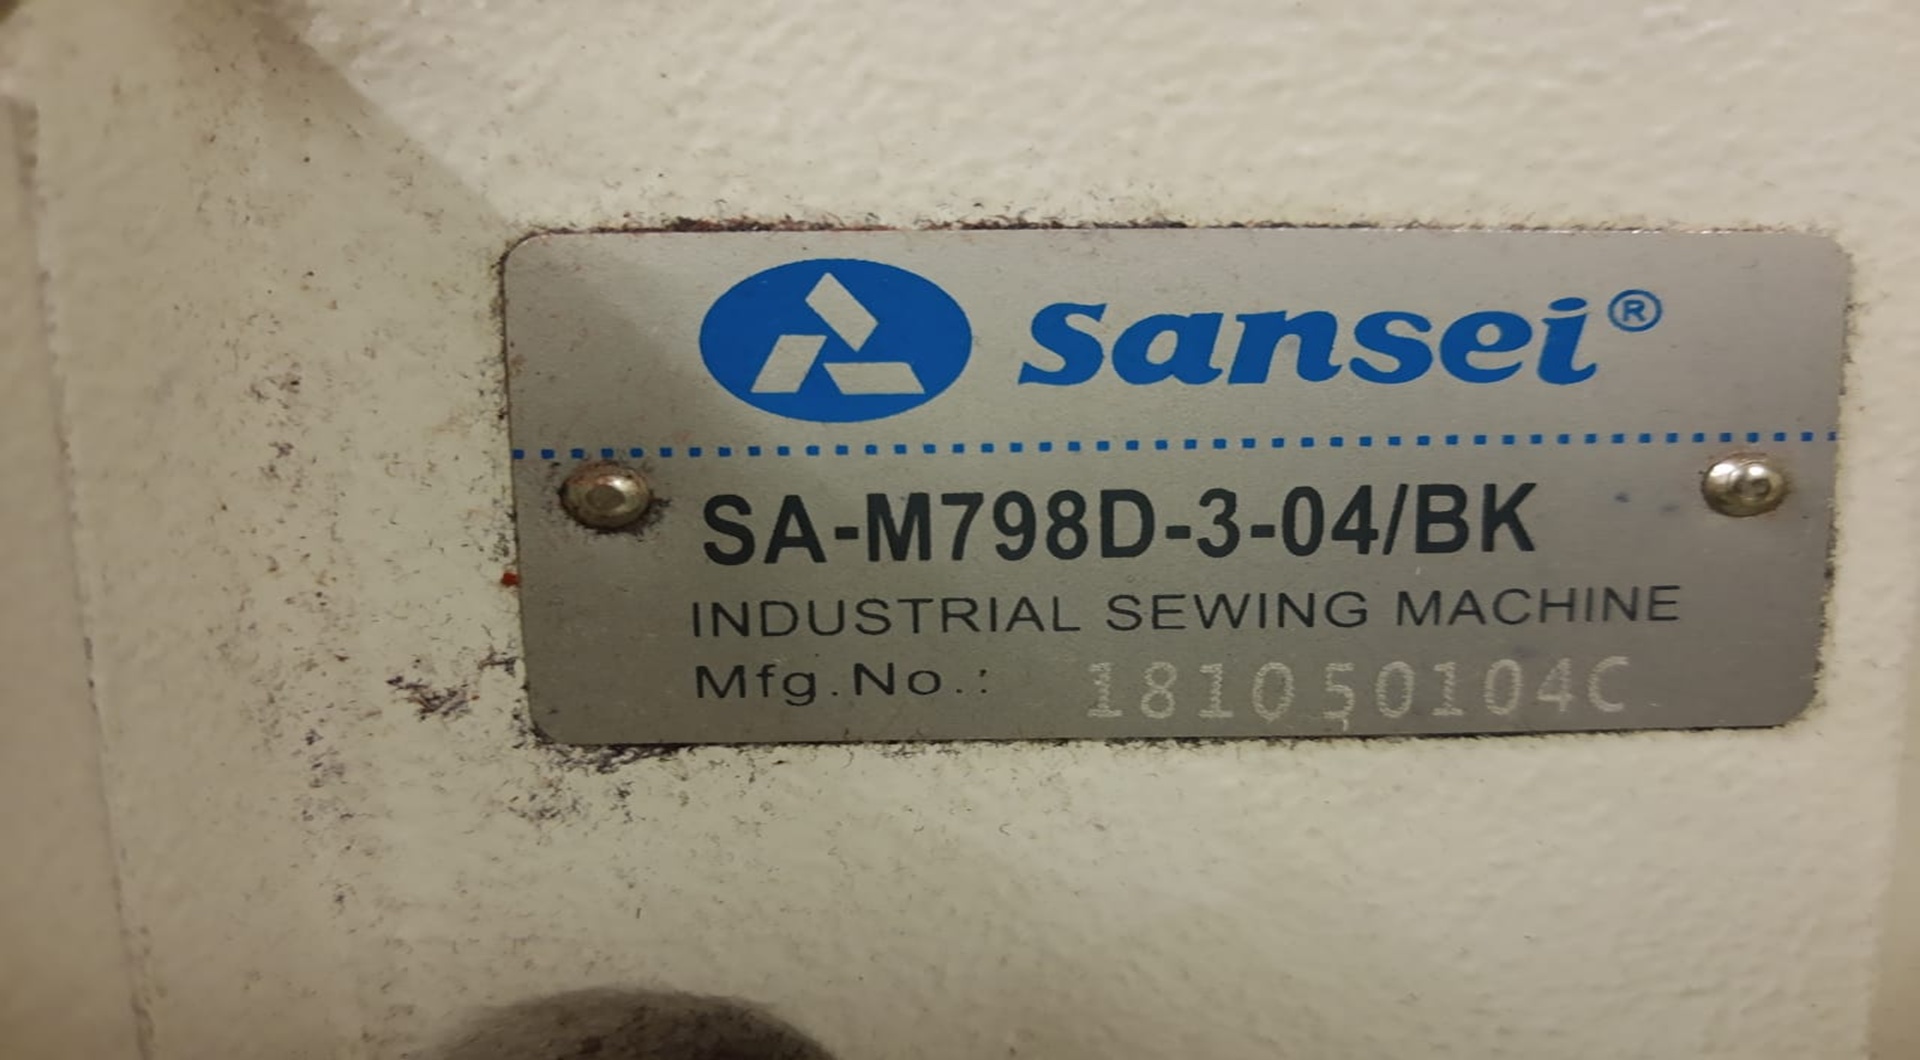 Sansei®
SA-M798D-3-04/BK
INDUSTRIAL SEWING MACHINE
Mfg.No.: 181050104C